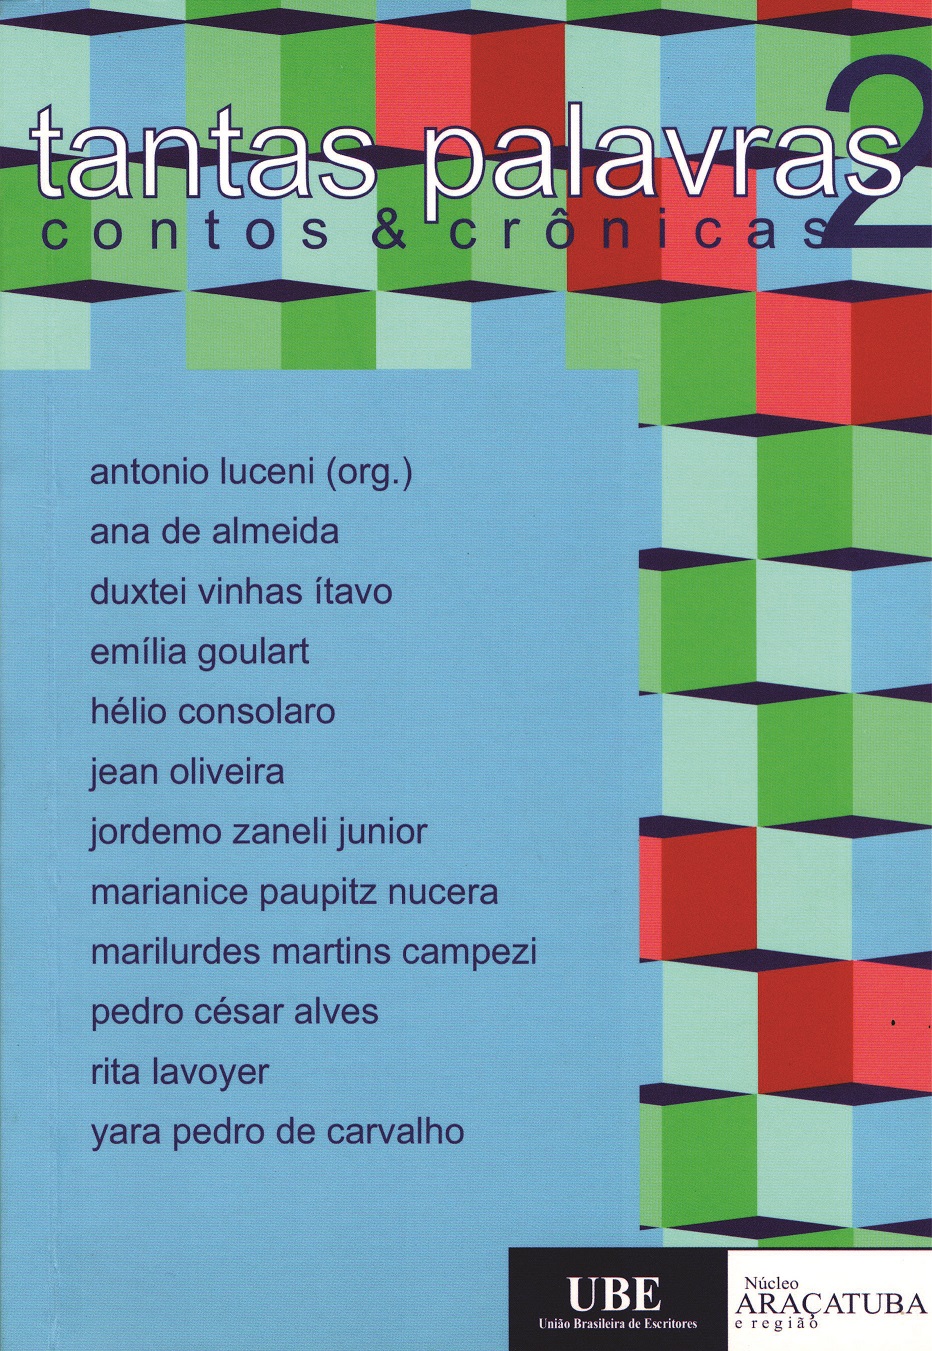 tantas palavras 2
contos & crônicas
antonio luceni (org.)
ana de almeida
duxtei vinhas ítavo
emília goulart
hélio consolaro
jean oliveira
jordemo zaneli junior
marianice paupitz nucera
marilurdes martins campezi
pedro césar alves
rita lavoyer
yara pedro de carvalho
UBE
União Brasileira de Escritores
Núcleo
ARAÇATUBA
e região